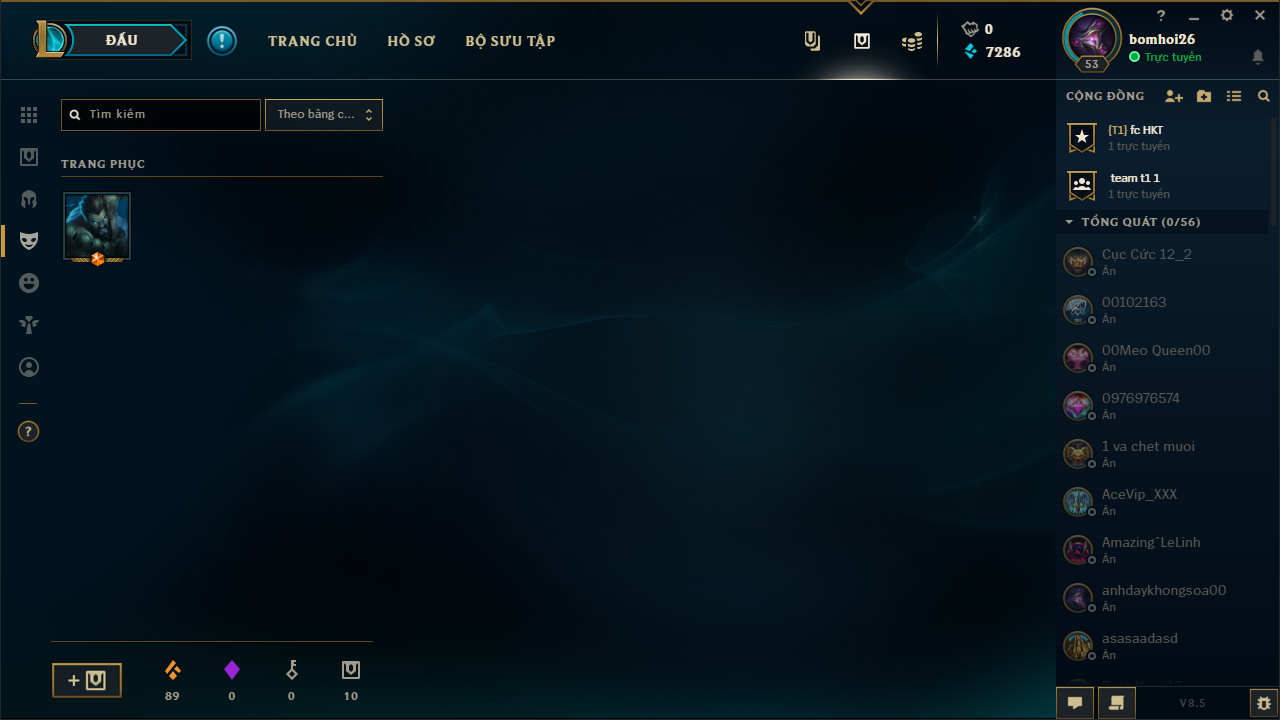 ĐẤU
TRANG CHỦ
HỒ SƠ
BỘ SƯU TẬP
0
7286
53
bomhoi26
Trực tuyến
Tìm kiếm
Theo bảng c...
TRANG PHỤC
89
0
0
10
CỘNG ĐỒNG
{T1} fc HKT
1 trực tuyến
team t1 1
1 trực tuyến
TỔNG QUÁT (0/56)
Cục Cức 12_2
Ẩn
00102163
Ẩn
00Meo Queen00
Ẩn
0976976574
Ẩn
1 va chet muoi
Ẩn
AceVip_XXX
Ẩn
Amazing^LeLinh
Ẩn
anhdaykhongsoa00
Ẩn
asasaadasd
Ẩn
V8.5